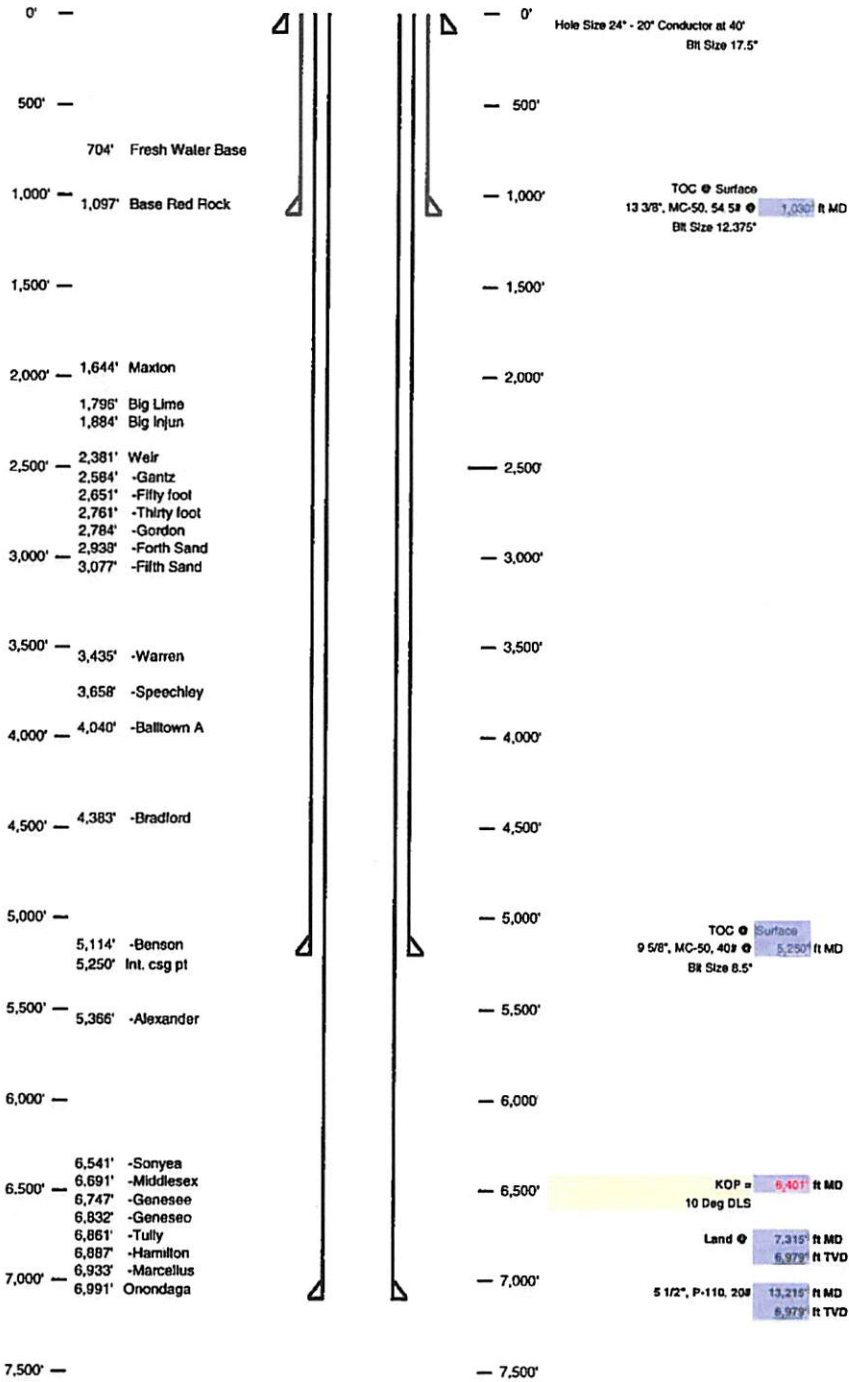 0'
0'
Hole Size 24" - 20" Conductor at 40'
Bit Size 17.5"
500'
500'
704' Fresh Water Base
1,000'
1,000'
TOC @ Surface
1,097' Base Red Rock
13 3/8", MC-50, 54.5# @ 1,030' ft MD
Bit Size 12.375"
1,500'
1,500'
1,644' Maxton
2,000'
2,000'
1,796' Big Lime
1,884' Big Injun
2,381' Weir
2,500'
2,500'
2,584' -Gantz
2,651' -Fifty foot
2,761' -Thirty foot
2,784' -Gordon
2,938' -Forth Sand
3,000'
3,000'
3,077' -Fifth Sand
3,500'
3,500'
3,435' -Warren
3,658' -Speechley
4,040' -Balltown A
4,000'
4,000'
4,383' -Bradford
4,500'
4,500'
5,000'
5,000'
TOC @ Surface
5,114' -Benson
9 5/8", MC-50, 40# @ 5,250' ft MD
5,250' Int. csg pt
Bit Size 8.5"
5,500'
5,500'
5,366' -Alexander
6,000'
6,000'
6,541' -Sonyea
6,691' -Middlesex
KOP = 6,401' ft MD
6,500'
6,500'
6,747' -Genesee
10 Deg DLS
6,832' -Geneseo
6,861' -Tully
Land @ 7,315' ft MD
6,887' -Hamilton
6,979' ft TVD
6,933' -Marcellus
7,000'
7,000'
6,991' Onondaga
5 1/2", P-110, 20# 13,215' ft MD
6,979' ft TVD
7,500'
7,500'